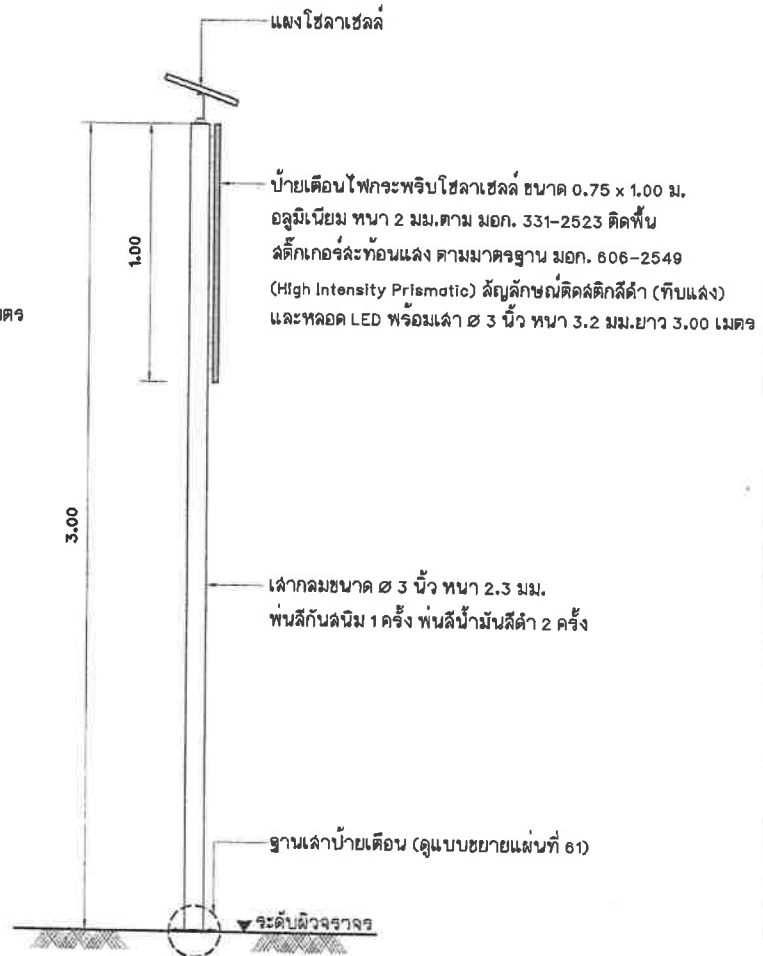 แผงโซลาเซลล์
ป้ายเตือนไฟกระพริบโซลาเซลล์ ขนาด 0.75 x 1.00 ม.
อลูมิเนียม หนา 2 มม.ตาม มอก. 331-2523 ติดพื้น
สติ๊กเกอร์สะท้อนแสง ตามมาตรฐาน มอก. 606-2549
(High Intensity Prismatic) สัญลักษณ์ติดสติกสีดำ (ทึบแสง)
และหลอด LED พร้อมเสา Ø 3 นิ้ว หนา 3.2 มม.ยาว 3.00 เมตร
1.00
มตร
3.00
เสากลมขนาด Ø 3 นิ้ว หนา 2.3 มม.
พ่นสีกันสนิม 1 ครั้ง พ่นสีน้ำมันสีดำ 2 ครั้ง
ฐานเสาป้ายเตือน (ดูแบบขยายแผ่นที่ 61)
ระดับผิวจราจร